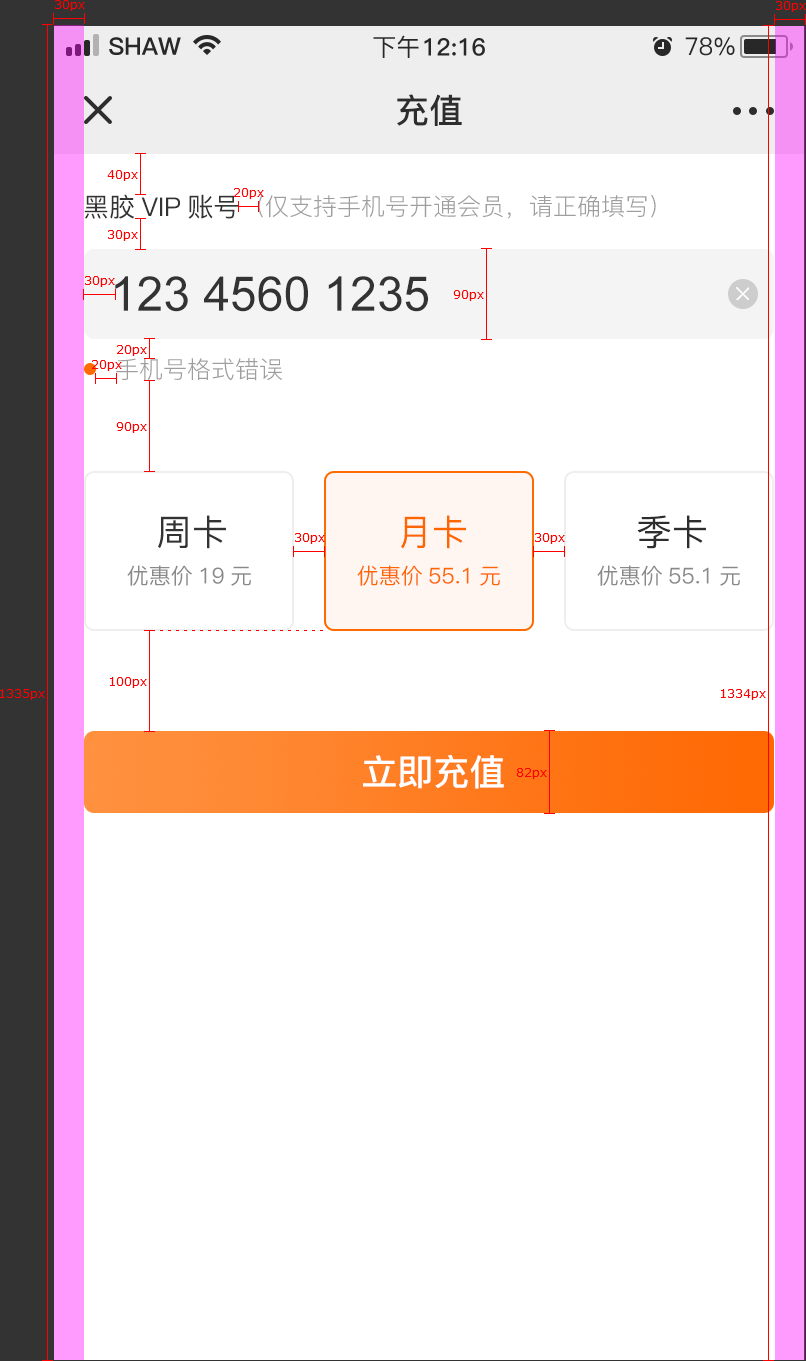 30px
30px
SHAW 下午12:16 78%
充值
40px
20px
黑胶 VIP 账号 (仅支持手机号开通会员，请正确填写)
30px
30px
123 4560 1235
90px
20px
20px
手机号格式错误
90px
周卡
优惠价 19 元
30px
月卡
优惠价 55.1 元
30px
季卡
优惠价 55.1 元
100px
1335px
1334px
立即充值
82px